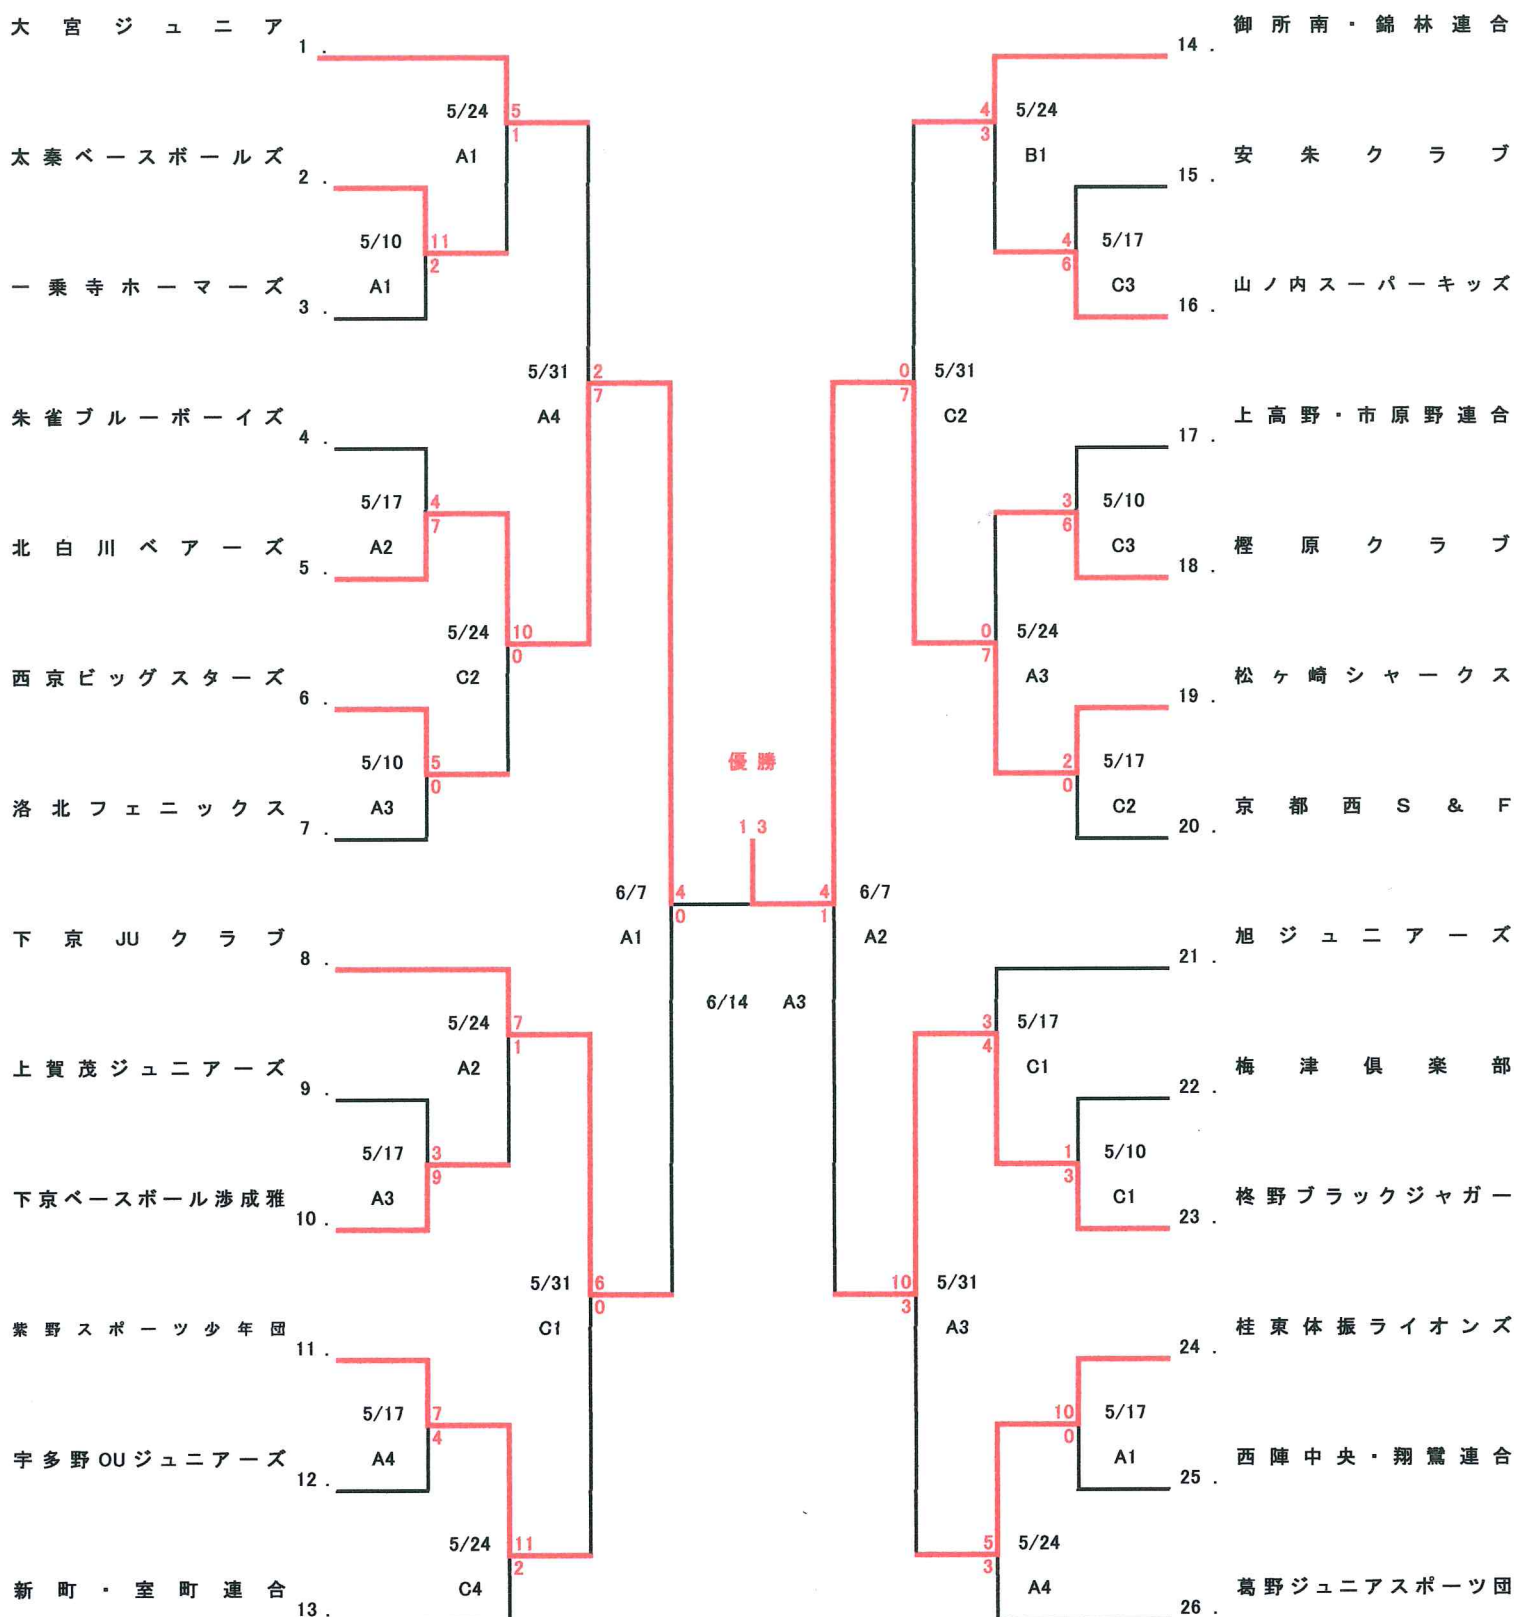 大宮ジュニア
1 .
5/24
5
1
A1
太秦ベースボールズ
2 .
5/10
11
2
A1
一乗寺ホーマーズ
3 .
5/31
2
7
A4
朱雀ブルーボーイズ
4 .
5/17
4
7
A2
北白川ベアーズ
5 .
5/24
10
0
C2
西京ビッグスターズ
6 .
5/10
5
0
A3
洛北フェニックス
7 .
6/7
4
0
A1
下京JUクラブ
8 .
5/24
7
1
A2
上賀茂ジュニアーズ
9 .
5/17
3
9
A3
下京ベースボール渉成雅
10 .
5/31
6
0
C1
紫野スポーツ少年団
11 .
5/17
7
4
A4
宇多野OUジュニアーズ
12 .
5/24
11
2
C4
新町・室町連合
13 .
優勝
1 3
6/14 A3
御所南・錦林連合
14 .
4
3
5/24
B1
安朱クラブ
15 .
4
6
5/17
C3
山ノ内スーパーキッズ
16 .
0
7
5/31
C2
上高野・市原野連合
17 .
3
6
5/10
C3
樫原クラブ
18 .
0
7
5/24
A3
松ヶ崎シャークス
19 .
2
0
5/17
C2
京都西S&F
20 .
4
1
6/7
A2
旭ジュニアーズ
21 .
3
4
5/17
C1
梅津倶楽部
22 .
1
3
5/10
C1
柊野ブラックジャガー
23 .
10
3
5/31
A3
桂東体振ライオンズ
24 .
10
0
5/17
A1
西陣中央・翔鸞連合
25 .
5
3
5/24
A4
葛野ジュニアスポーツ団
26 .